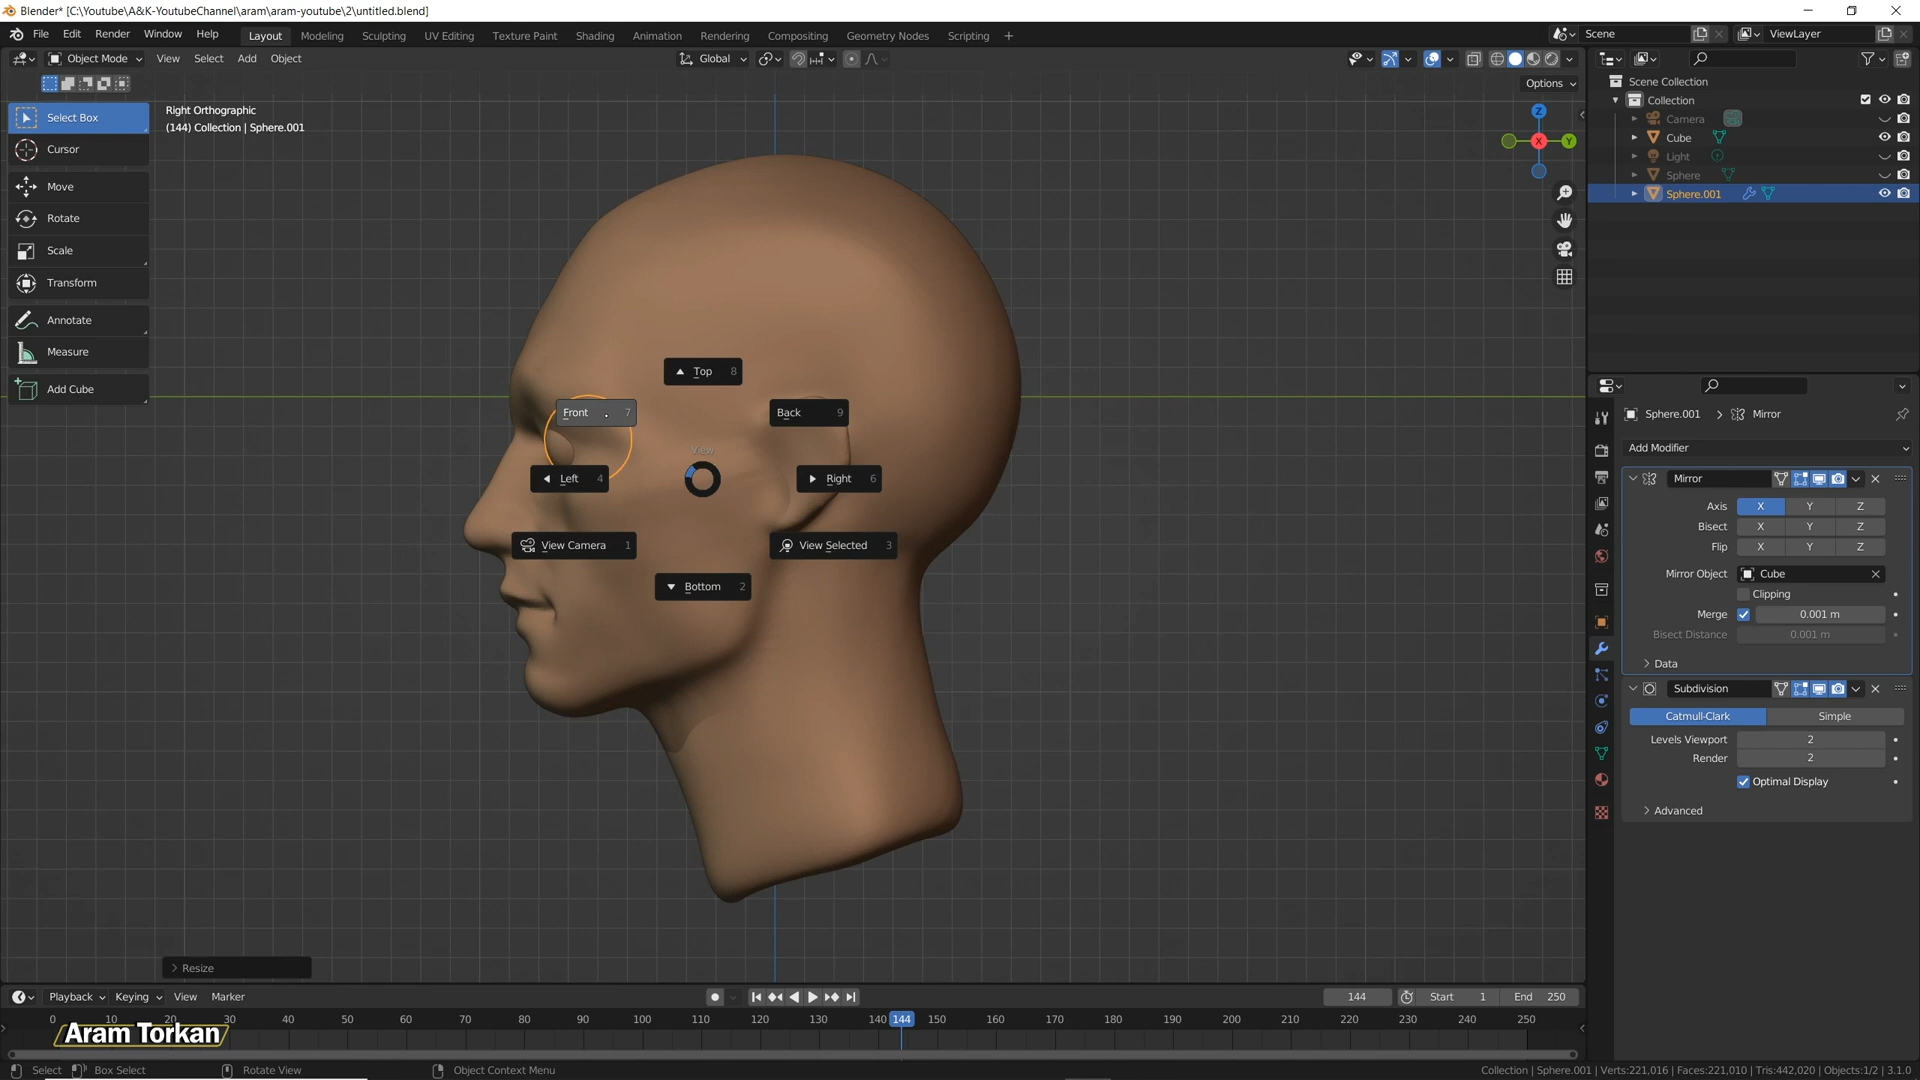 Blender* [C:\Youtube\A&K-YoutubeChannel\aram\aram-youtube\2\untitled.blend]
File Edit Render Window Help Layout Modeling Sculpting UV Editing Texture Paint Shading Animation Rendering Compositing Geometry Nodes Scripting + Scene ViewLayer
Object Mode View Select Add Object Global
Options
Select Box
Cursor
Move
Rotate
Scale
Transform
Annotate
Measure
Add Cube
Right Orthographic
(144) Collection | Sphere.001
Z
X Y
Top 8
Front 7
Back 9
View
Left 4
Right 6
View Camera 1
View Selected 3
Bottom 2
Resize
Scene Collection
Collection
Camera
Cube
Light
Sphere
Sphere.001
Sphere.001 > Mirror
Add Modifier
Mirror
Axis X Y Z
Bisect X Y Z
Flip X Y Z
Mirror Object Cube
Clipping
Merge 0.001 m
Bisect Distance 0.001 m
Data
Subdivision
Catmull-Clark Simple
Levels Viewport 2
Render 2
Optimal Display
Advanced
Playback Keying View Marker 144 Start 1 End 250
0 10 20 30 40 50 60 70 80 90 100 110 120 130 140 144 150 160 170 180 190 200 210 220 230 240 250
Aram Torkan
Select Box Select Rotate View Object Context Menu Collection | Sphere.001 | Verts:221,016 | Faces:221,010 | Tris:442,020 | Objects:1/2 | 3.1.0